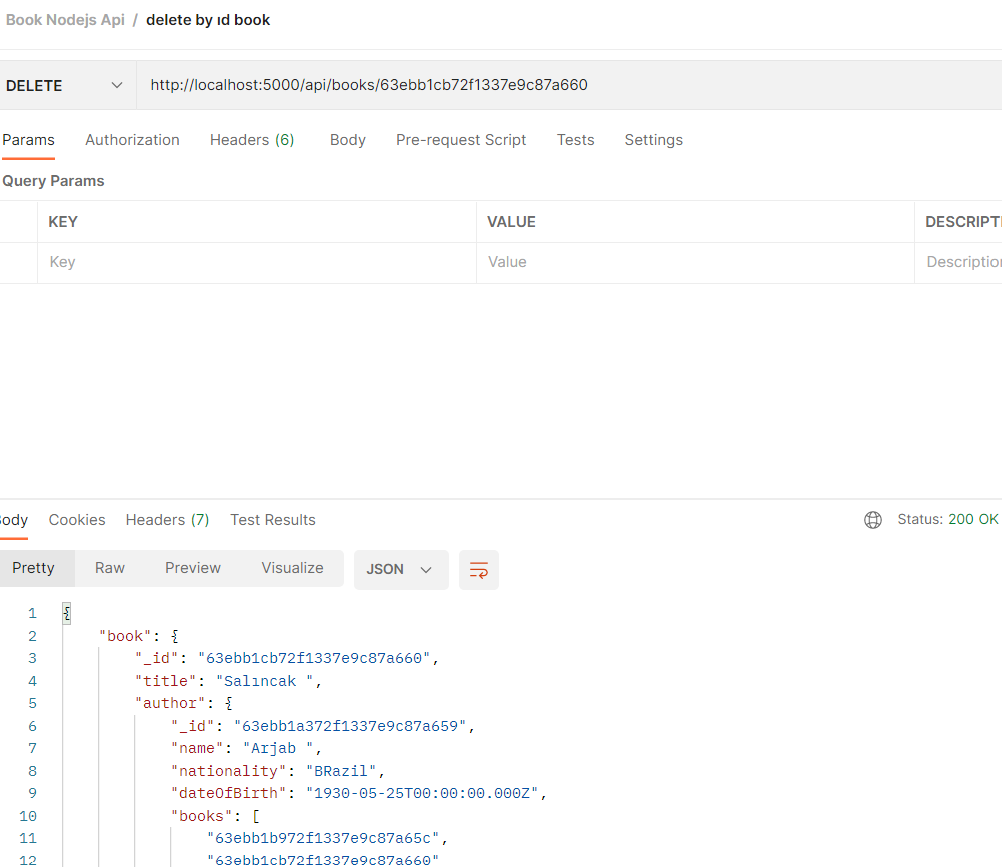 Book Nodejs Api / delete by ıd book
DELETE http://localhost:5000/api/books/63ebb1cb72f1337e9c87a660
Params Authorization Headers (6) Body Pre-request Script Tests Settings
Query Params
KEY VALUE DESCRIPTI
Key Value Description
ody Cookies Headers (7) Test Results Status: 200 OK
Pretty Raw Preview Visualize JSON
1 {
2 "book": {
3 "_id": "63ebb1cb72f1337e9c87a660",
4 "title": "Salıncak ",
5 "author": {
6 "_id": "63ebb1a372f1337e9c87a659",
7 "name": "Arjab ",
8 "nationality": "BRazil",
9 "dateOfBirth": "1930-05-25T00:00:00.000Z",
10 "books": [
11 "63ebb1b972f1337e9c87a65c",
12 "63ebb1cb72f1337e9c87a660"